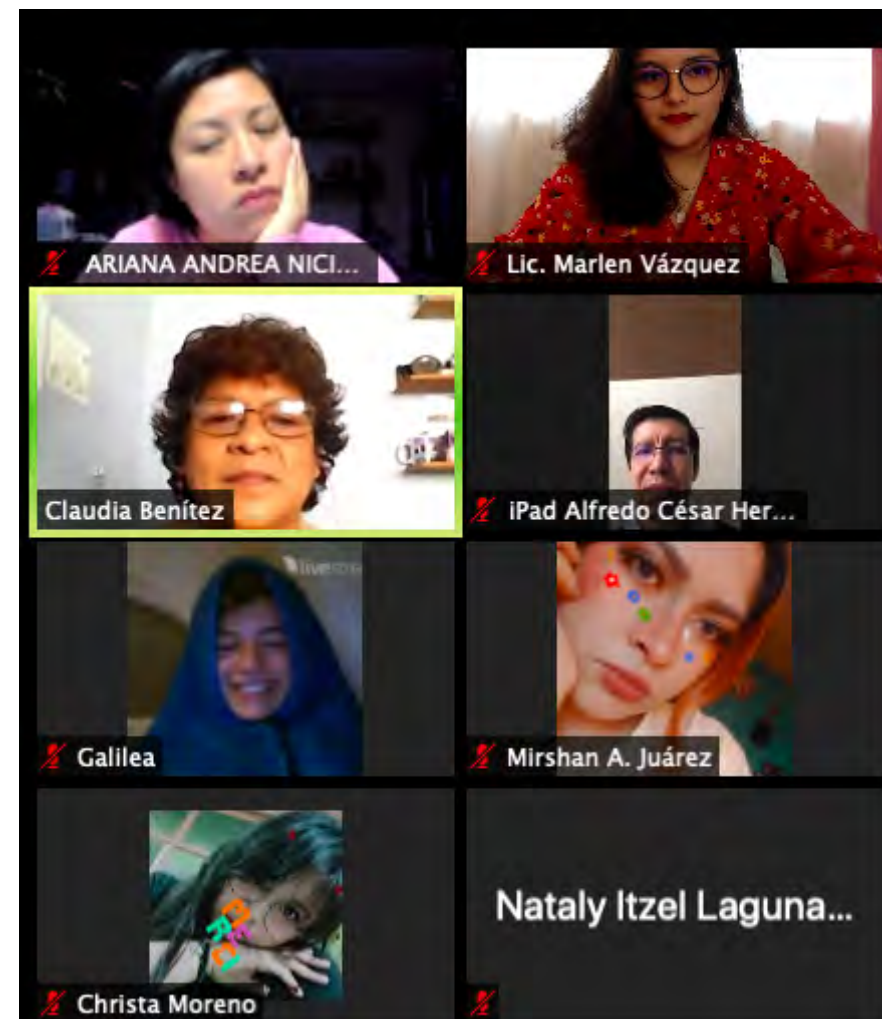 ARIANA ANDREA NICI...
Lic. Marlen Vázquez
Claudia Benítez
iPad Alfredo César Her...
livestre
Galilea
Mirshan A. Juárez
Christa Moreno
Nataly Itzel Laguna...